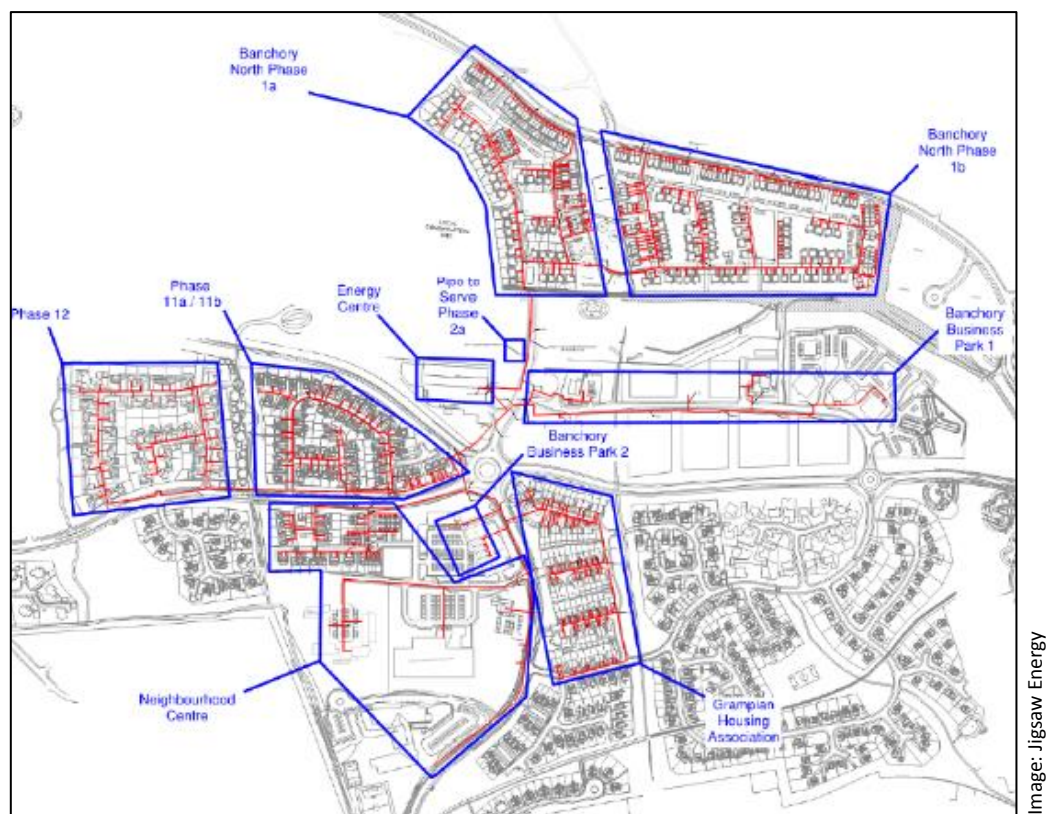 Banchory
North Phase
1a
Banchory
North Phase
1b
Phase
11a / 11b
Energy
Centre
Pipe to
Serve
Phase
2a
Phase 12
Banchory
Business
Park 1
Banchory
Business Park 2
Neighbourhood
Centre
Grampian
Housing
Association
Image: Jigsaw Energy